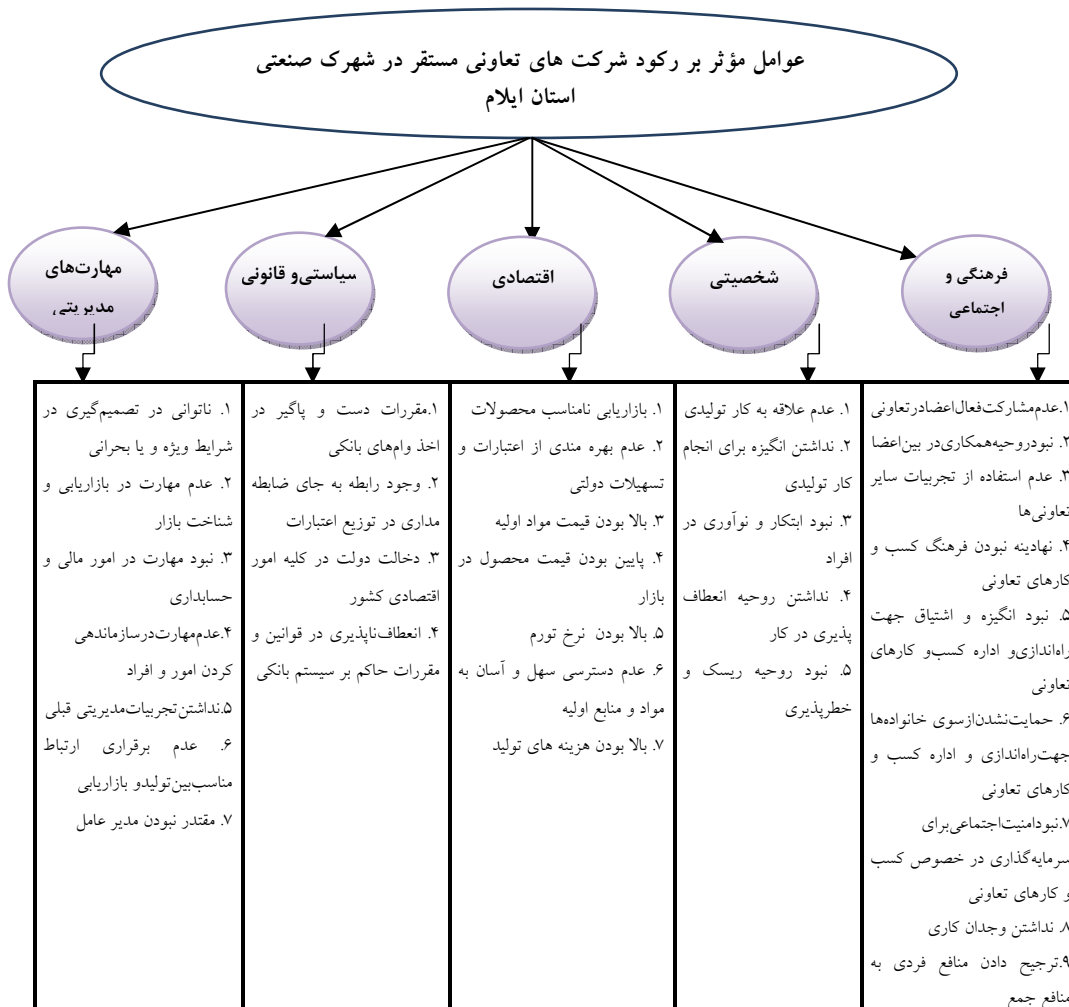 عوامل مؤثر بر رکود شرکت های تعاونی مستقر در شهرک صنعتی
استان ایلام
فرهنگی و
اجتماعی
شخصیتی
اقتصادی
سیاستی‌و قانونی
مهارت‌های
مدیریتی
۱.عدم‌مشارکت‌فعال‌اعضادرتعاونی
۲. نبودروحیه‌همکاری‌در بین‌اعضا
۳. عدم استفاده از تجربیات سایر
تعاونی‌ها
۴. نهادینه نبودن فرهنگ کسب و
کارهای تعاونی
۵. نبود انگیزه و اشتیاق جهت
راه‌اندازی‌و اداره کسب‌و کارهای
تعاونی
۶. حمایت‌نشدن‌ازسوی خانواده‌ها
جهت‌راه‌اندازی و اداره کسب و
کارهای تعاونی
۷.نبودامنیت‌اجتماعی‌برای
سرمایه‌گذاری در خصوص کسب
و کارهای تعاونی
۸. نداشتن وجدان کاری
۹.ترجیح دادن منافع فردی به
منافع جمع
۱. عدم علاقه به کار تولیدی
۲. نداشتن انگیزه برای انجام
کار تولیدی
۳. نبود ابتکار و نوآوری در
افراد
۴. نداشتن روحیه انعطاف
پذیری در کار
۵. نبود روحیه ریسک و
خطرپذیری
۱. بازاریابی نامناسب محصولات
۲. عدم بهره مندی از اعتبارات و
تسهیلات دولتی
۳. بالا بودن قیمت مواد اولیه
۴. پایین بودن قیمت محصول در
بازار
۵. بالا بودن نرخ تورم
۶. عدم دسترسی سهل و آسان به
مواد و منابع اولیه
۷. بالا بودن هزینه های تولید
۱.مقررات دست و پاگیر در
اخذ وام‌های بانکی
۲. وجود رابطه به جای ضابطه
مداری در توزیع اعتبارات
۳. دخالت دولت در کلیه امور
اقتصادی کشور
۴. انعطاف‌ناپذیری در قوانین و
مقررات حاکم بر سیستم بانکی
۱. ناتوانی در تصمیم‌گیری در
شرایط ویژه و یا بحرانی
۲. عدم مهارت در بازاریابی و
شناخت بازار
۳. نبود مهارت در امور مالی و
حسابداری
۴.عدم‌مهارت‌درسازماندهی
کردن امور و افراد
۵.نداشتن‌تجربیات‌مدیریتی قبلی
۶. عدم برقراری ارتباط
مناسب‌بین‌تولیدو بازاریابی
۷. مقتدر نبودن مدیر عامل